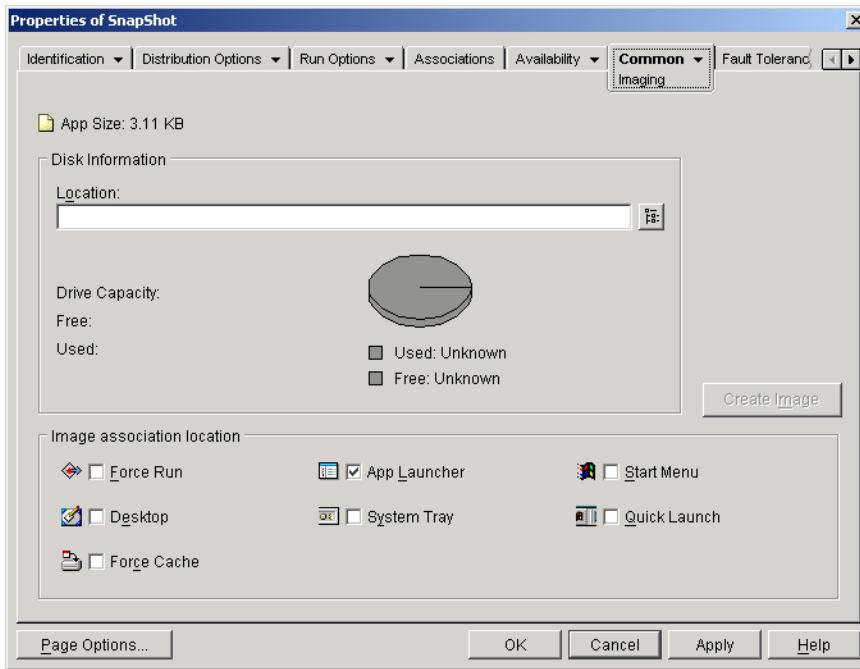 Properties of SnapShot
Identification Distribution Options Run Options Associations Availability Common Fault Toleranc
Imaging
App Size: 3.11 KB
Disk Information
Location:
Drive Capacity:
Free:
Used:
Used: Unknown
Free: Unknown
Create Image
Image association location
Force Run App Launcher Start Menu
Desktop System Tray Quick Launch
Force Cache
Page Options... OK Cancel Apply Help